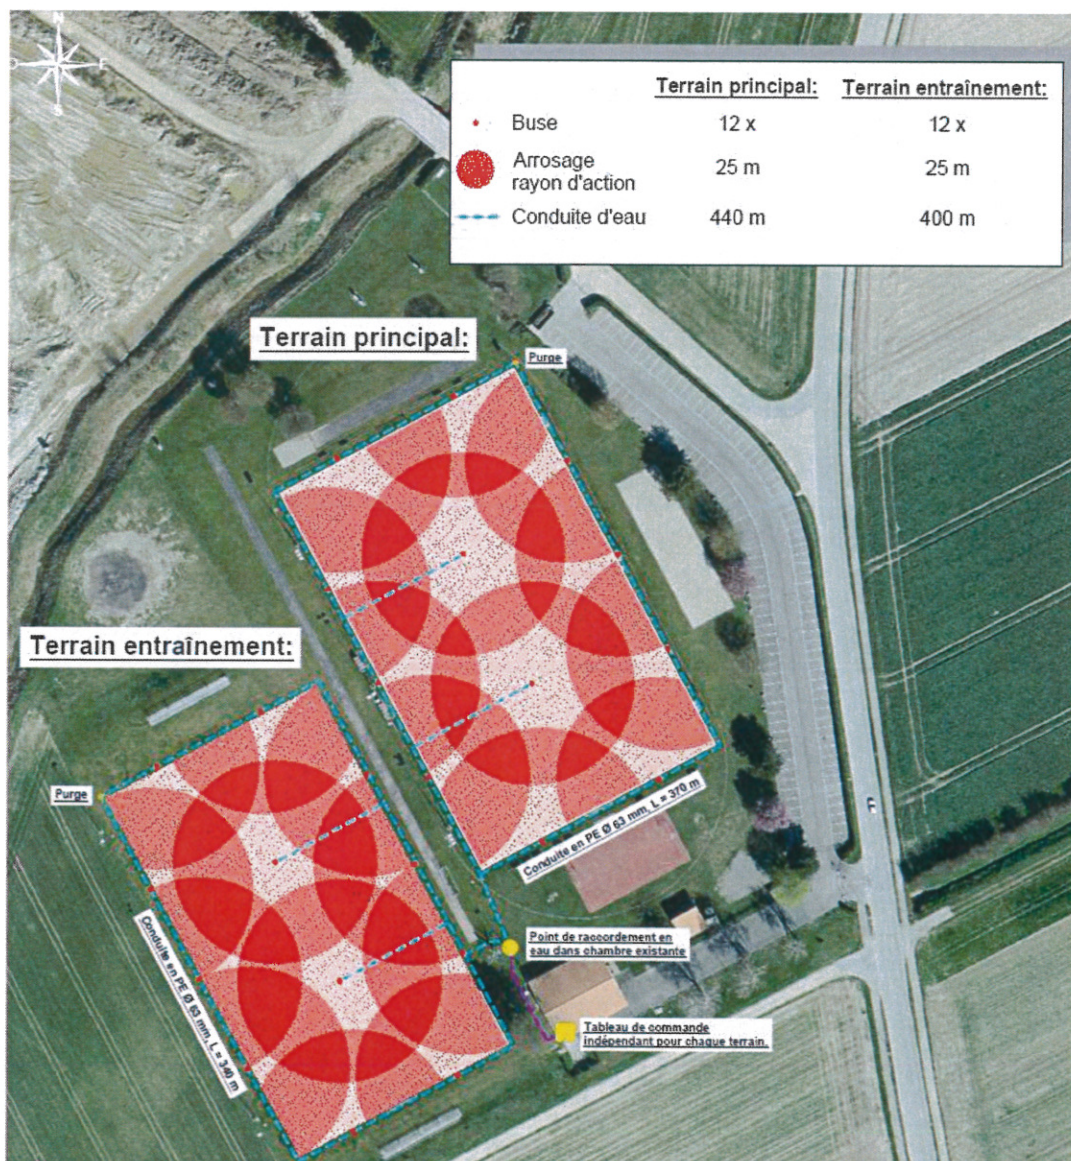 N
O E
S
Terrain principal: Terrain entraînement:
Buse 12 x 12 x
Arrosage
rayon d'action 25 m 25 m
Conduite d'eau 440 m 400 m
Terrain principal:
Purge
Terrain entraînement:
Purge
Conduite en PE Ø 63 mm, L = 370 m
Conduite en PE Ø 63 mm, L = 340 m
Point de raccordement en
eau dans chambre existante
Tableau de commande
indépendant pour chaque terrain.